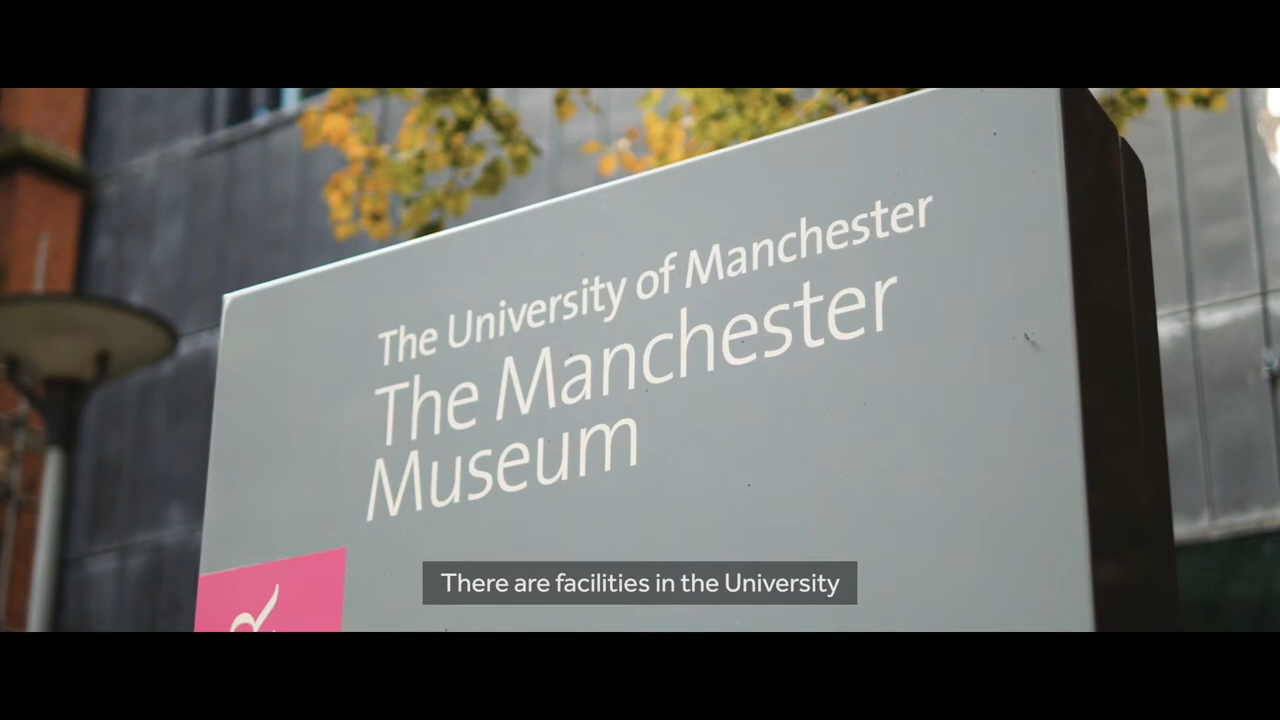 The University of Manchester
The Manchester
Museum
There are facilities in the University